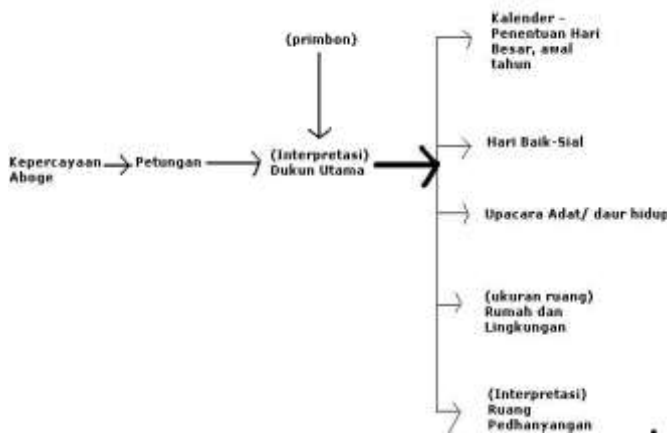 Kalender -
Penentuan Hari
Besar, awal
tahun
(primbon)
Hari Baik-Sial
Kepercayaan
Aboge
Petungan
(Interpretasi)
Dukun Utama
Upacara Adat/ daur hidup
(ukuran ruang)
Rumah dan
Lingkungan
(Interpretasi)
Ruang
Pedhanyangan